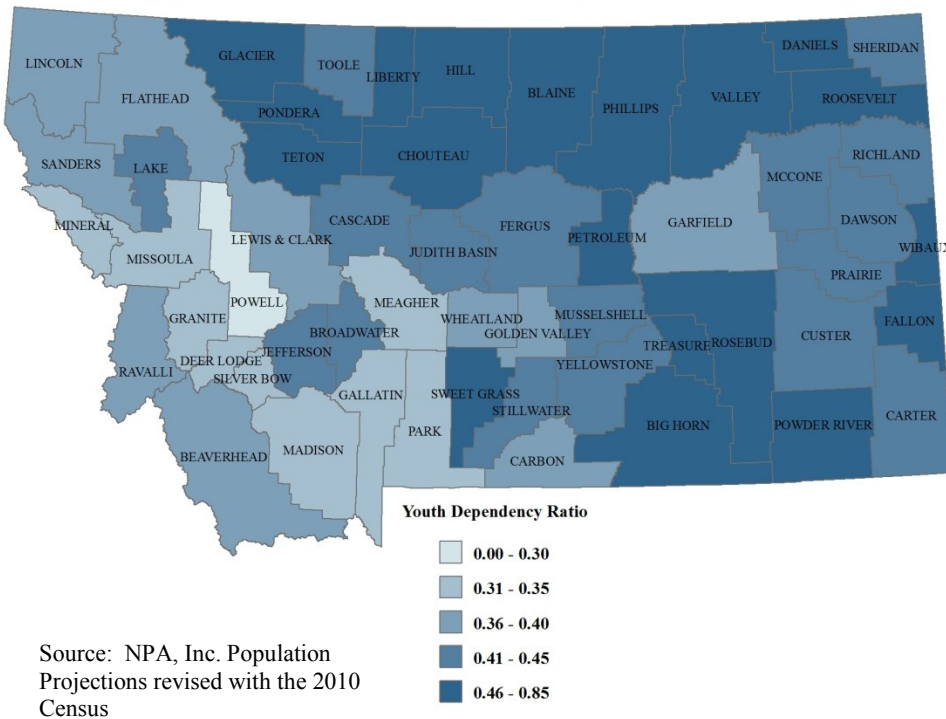 DANIELS
SHERIDAN
GLACIER
TOOLE
HILL
LINCOLN
LIBERTY
BLAINE
VALLEY
FLATHEAD
PHILLIPS
ROOSEVELT
PONDERA
TETON
CHOUTEAU
RICHLAND
SANDERS
LAKE
MCCONE
CASCADE
FERGUS
GARFIELD
DAWSON
MINERAL
LEWIS & CLARK
PETROLEUM
WIBAUX
MISSOULA
JUDITH BASIN
PRAIRIE
POWELL
MEAGHER
GRANITE
WHEATLAND
MUSSELSHELL
FALLON
BROADWATER
GOLDEN VALLEY
CUSTER
TREASURE
ROSEBUD
JEFFERSON
DEER LODGE
YELLOWSTONE
RAVALLI
SILVER BOW
GALLATIN
SWEET GRASS
STILLWATER
CARTER
BIG HORN
POWDER RIVER
PARK
MADISON
BEAVERHEAD
CARBON
Youth Dependency Ratio
0.00 - 0.30
0.31 - 0.35
0.36 - 0.40
0.41 - 0.45
0.46 - 0.85
Source: NPA, Inc. Population
Projections revised with the 2010
Census